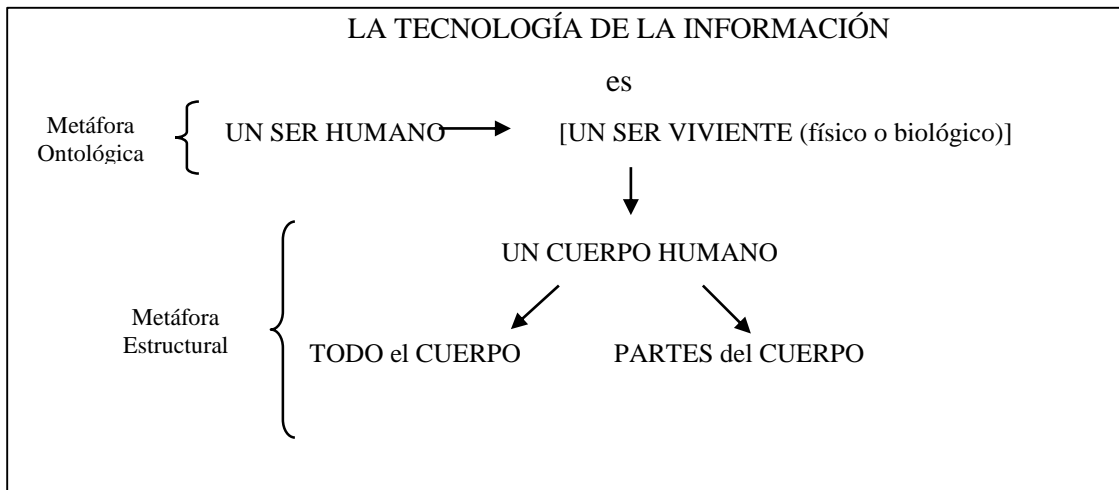 LA TECNOLOGÍA DE LA INFORMACIÓN
es
Metáfora
Ontológica
UN SER HUMANO
[UN SER VIVIENTE (físico o biológico)]
UN CUERPO HUMANO
Metáfora
Estructural
TODO el CUERPO
PARTES del CUERPO